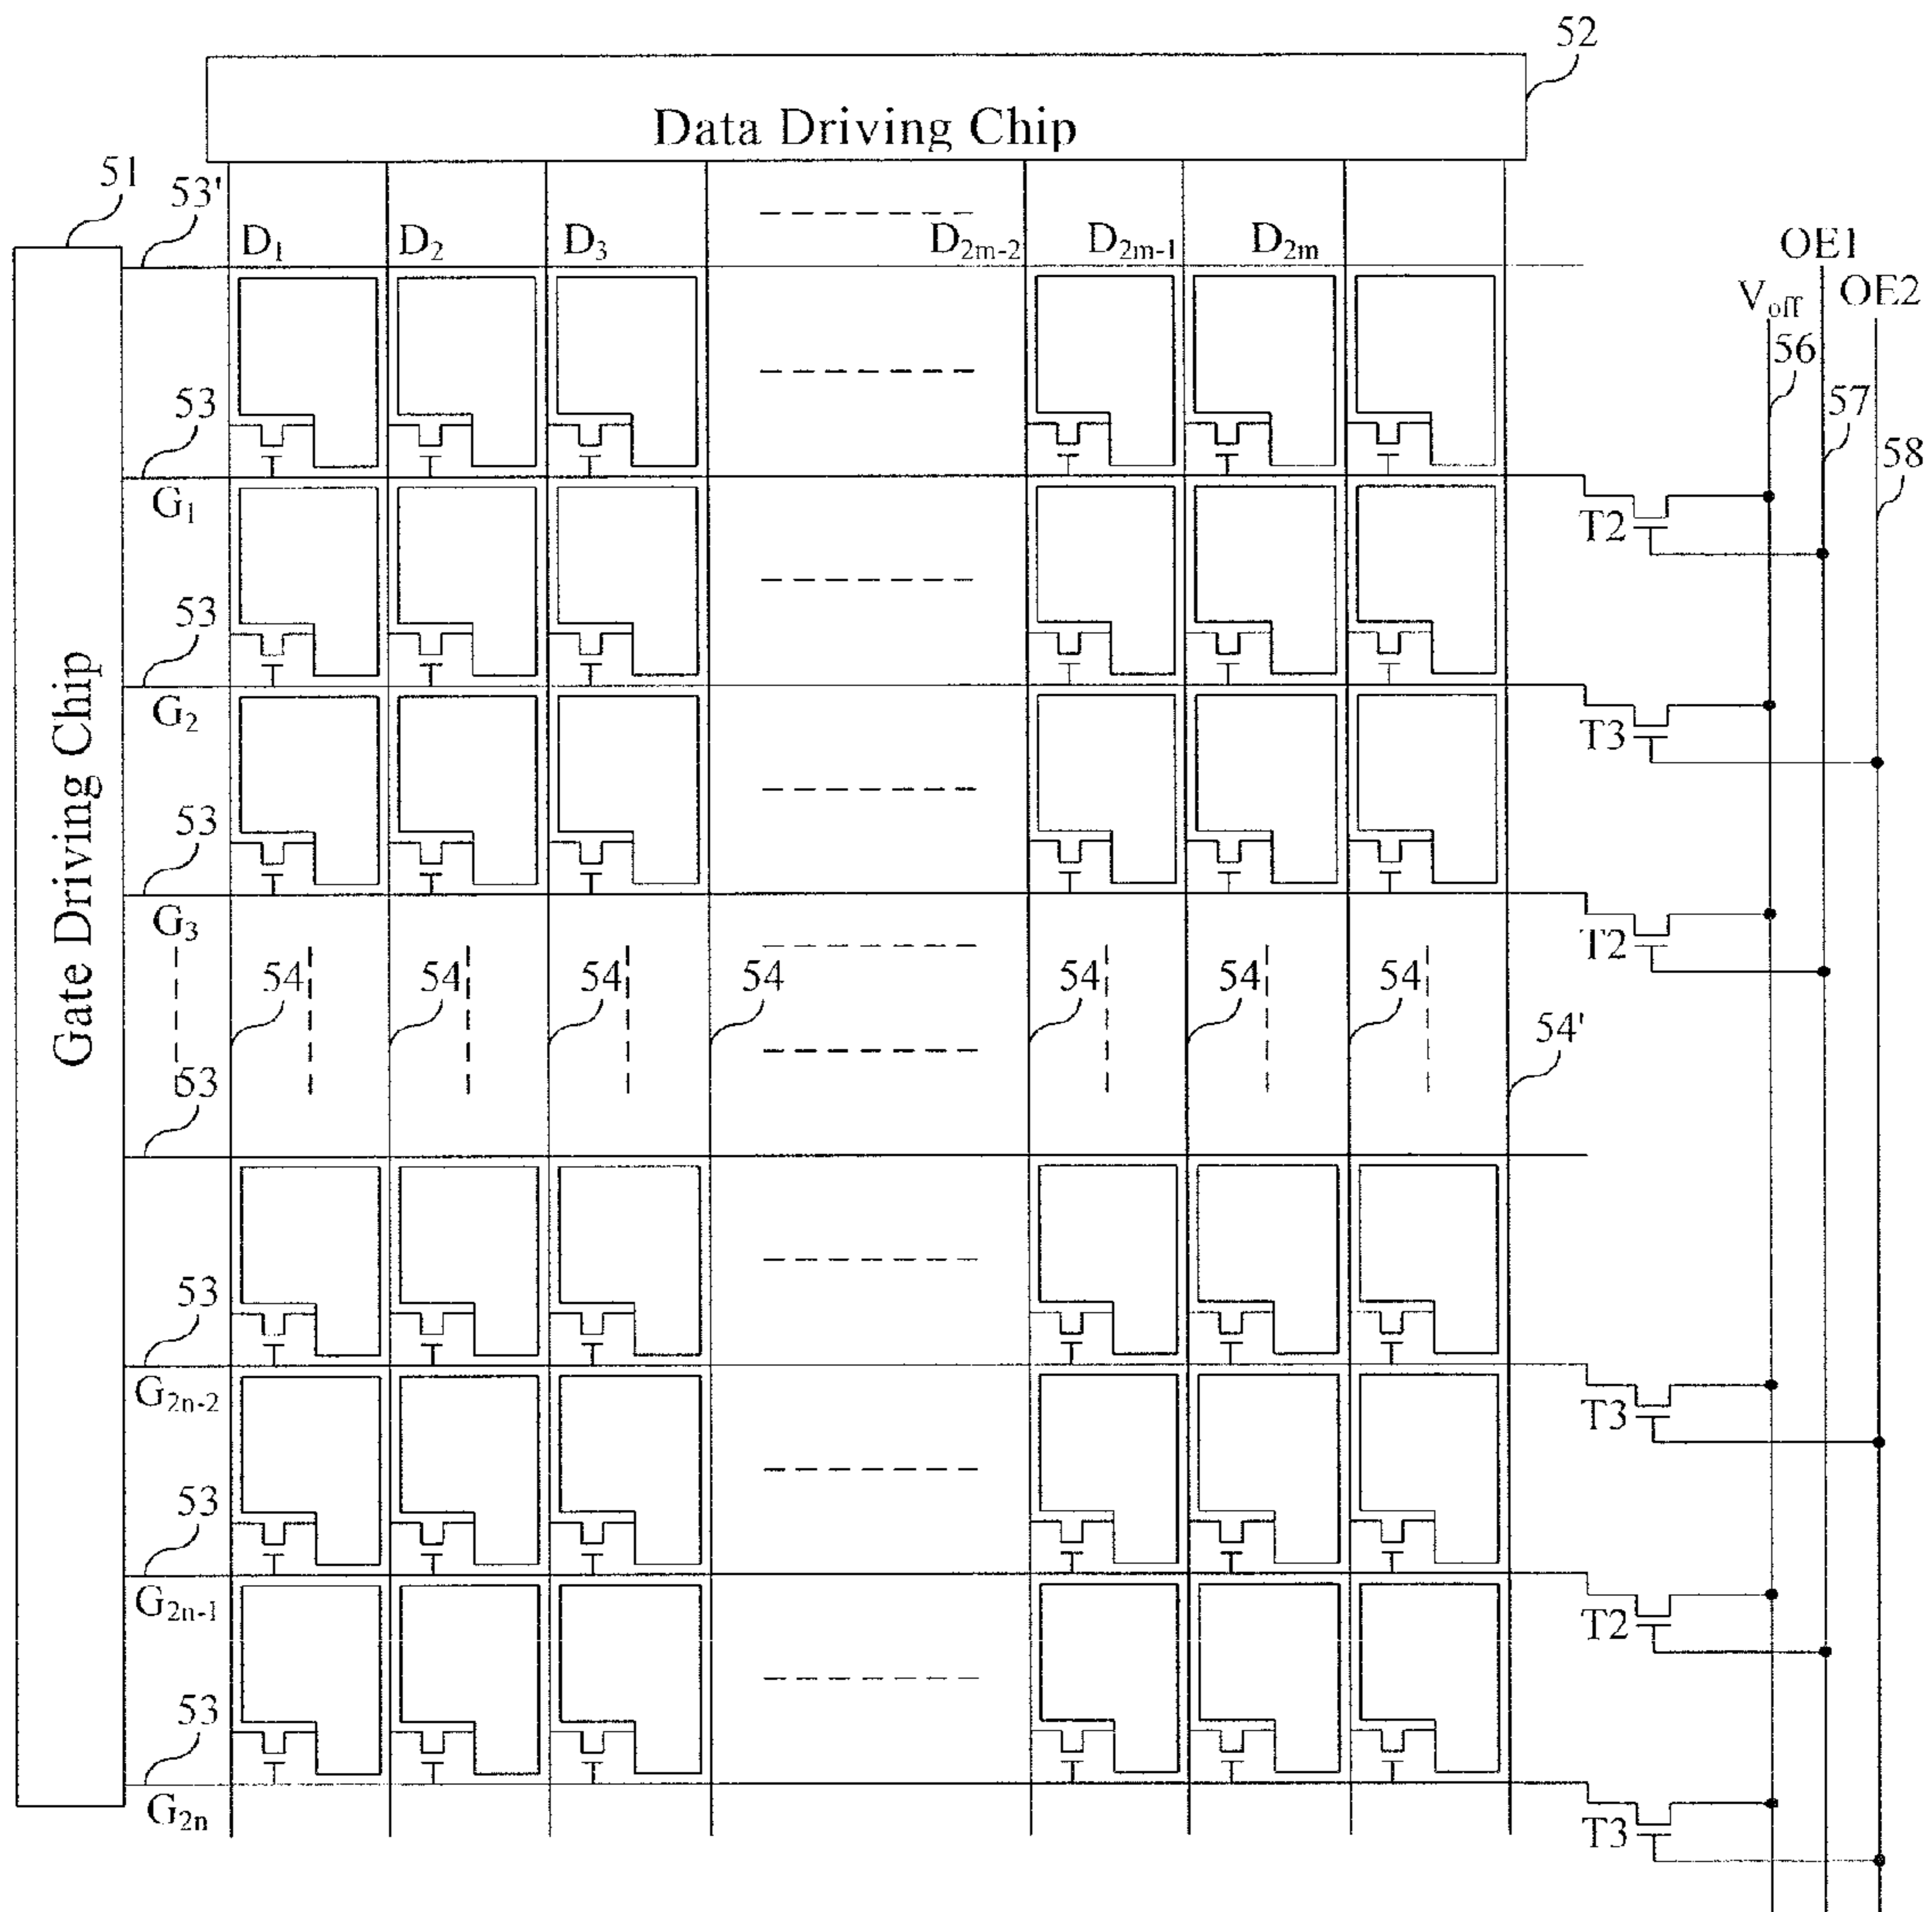 52
Data Driving Chip
51
53'
D₁ D₂ D₃ D₂ₘ₋₂ D₂ₘ₋₁ D₂ₘ
OE1
V_off OE2
56
53
57
58
G₁
T2
53
G₂
T3
Gate Driving Chip
53
G₃
T2
54 54 54 54 54 54 54
54'
53
53
G₂ₙ₋₂
T3
53
G₂ₙ₋₁
T2
53
G₂ₙ
T3